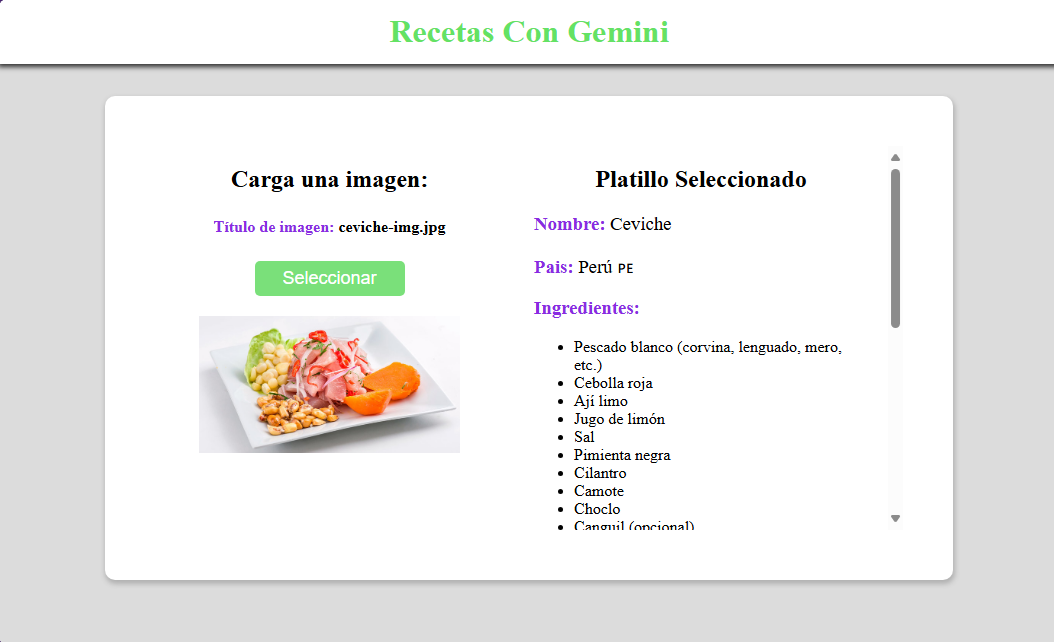 Recetas Con Gemini
Carga una imagen:
Título de imagen: ceviche-img.jpg
Seleccionar
Platillo Seleccionado
Nombre: Ceviche
Pais: Perú PE
Ingredientes:
Pescado blanco (corvina, lenguado, mero,
etc.)
Cebolla roja
Ají limo
Jugo de limón
Sal
Pimienta negra
Cilantro
Camote
Choclo
Canguil (opcional)